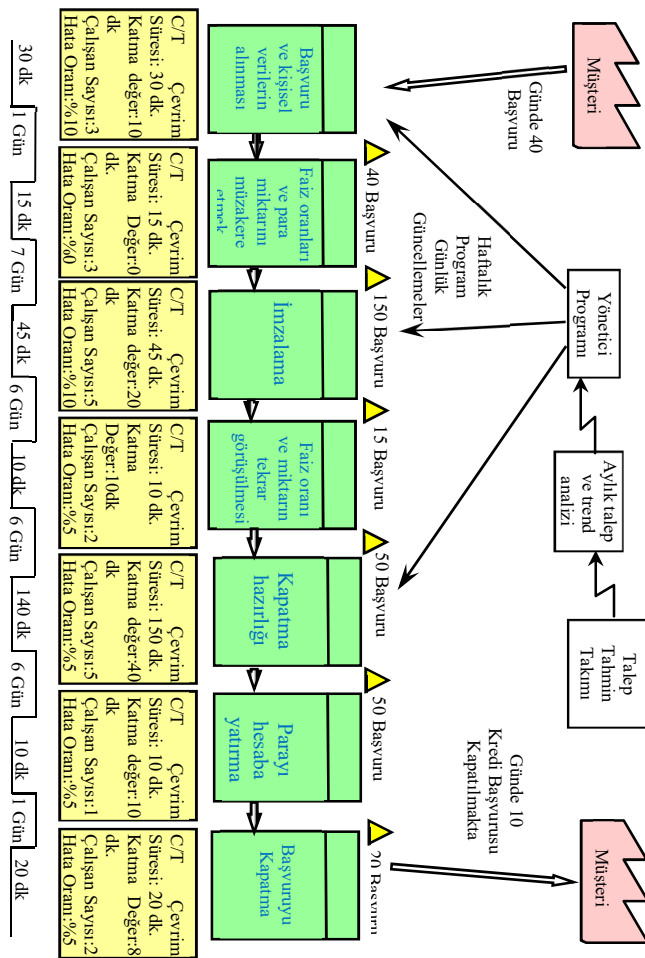 Müşteri
Günde 40
Başvuru
Haftalık
Program
Günlük
Güncellemeler
Yönetici
Programı
Aylık talep
ve trend
analizi
Talep
Tahmin
Takımı
Günde 10
Kredi Başvurusu
Kapatılmakta
Müşteri
40 Başvuru
150 Başvuru
15 Başvuru
50 Başvuru
50 Başvuru
20 Başvuru
Başvuru
ve kişisel
verilerin
alınması
Faiz oranları
ve para
miktarını
müzakere
etmek
İmzalama
Faiz oranı
ve miktarın
tekrar
görüşülmesi
Kapatma
hazırlığı
Parayı
hesaba
yatırma
Başvuruyu
Kapatma
C/T Çevrim
Süresi: 30 dk.
Katma değer:10
dk
Çalışan Sayısı:3
Hata Oranı:%10
C/T Çevrim
Süresi: 15 dk.
Katma Değer:0
dk.
Çalışan Sayısı:3
Hata Oranı:%0
C/T Çevrim
Süresi: 45 dk.
Katma değer:20
dk
Çalışan Sayısı:5
Hata Oranı:%10
C/T Çevrim
Süresi: 10 dk.
Katma
Değer:10dk
Çalışan Sayısı:2
Hata Oranı:%5
C/T Çevrim
Süresi: 150 dk.
Katma değer:40
dk
Çalışan Sayısı:5
Hata Oranı:%5
C/T Çevrim
Süresi: 10 dk.
Katma değer:10
dk
Çalışan Sayısı:1
Hata Oranı:%5
C/T Çevrim
Süresi: 20 dk.
Katma Değer:8
dk.
Çalışan Sayısı:2
Hata Oranı:%5
30 dk
1 Gün
15 dk
7 Gün
45 dk
6 Gün
10 dk
6 Gün
140 dk
6 Gün
10 dk
1 Gün
20 dk